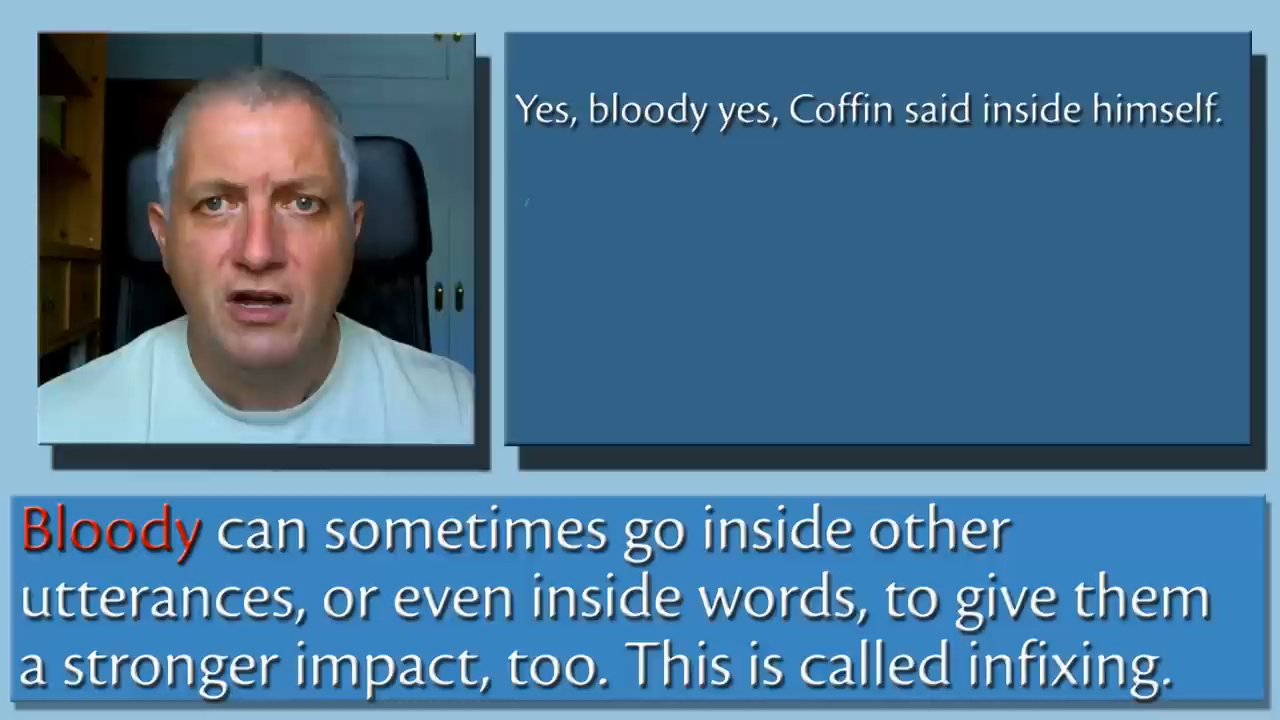 Yes, bloody yes, Coffin said inside himself.
Bloody can sometimes go inside other
utterances, or even inside words, to give them
a stronger impact, too. This is called infixing.